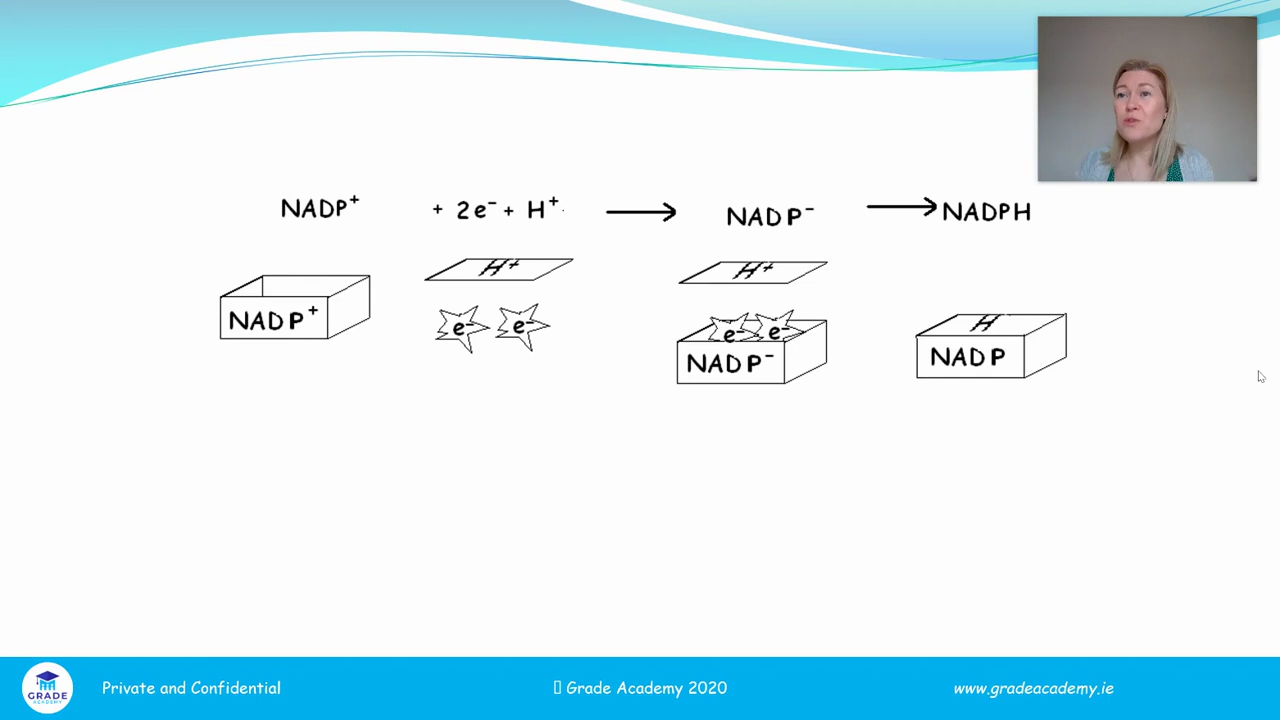 NADP⁺ + 2e⁻ + H⁺ → NADP⁻ → NADPH
H⁺ H⁺
NADP⁺ e⁻ e⁻ e⁻ e⁻ H
NADP⁻ NADP
GRADE
ACADEMY
Private and Confidential
Grade Academy 2020
www.gradeacademy.ie